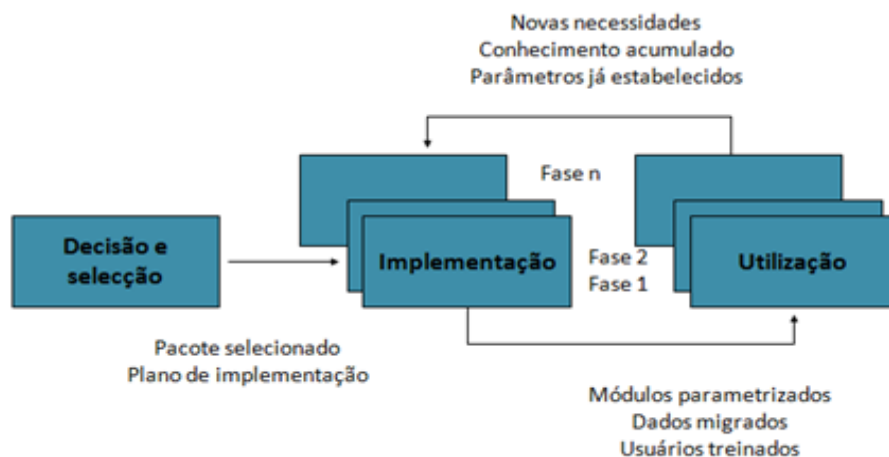 Novas necessidades
Conhecimento acumulado
Parâmetros já estabelecidos
Fase n
Decisão e
selecção
Implementação
Fase 2
Fase 1
Utilização
Pacote selecionado
Plano de implementação
Módulos parametrizados
Dados migrados
Usuários treinados